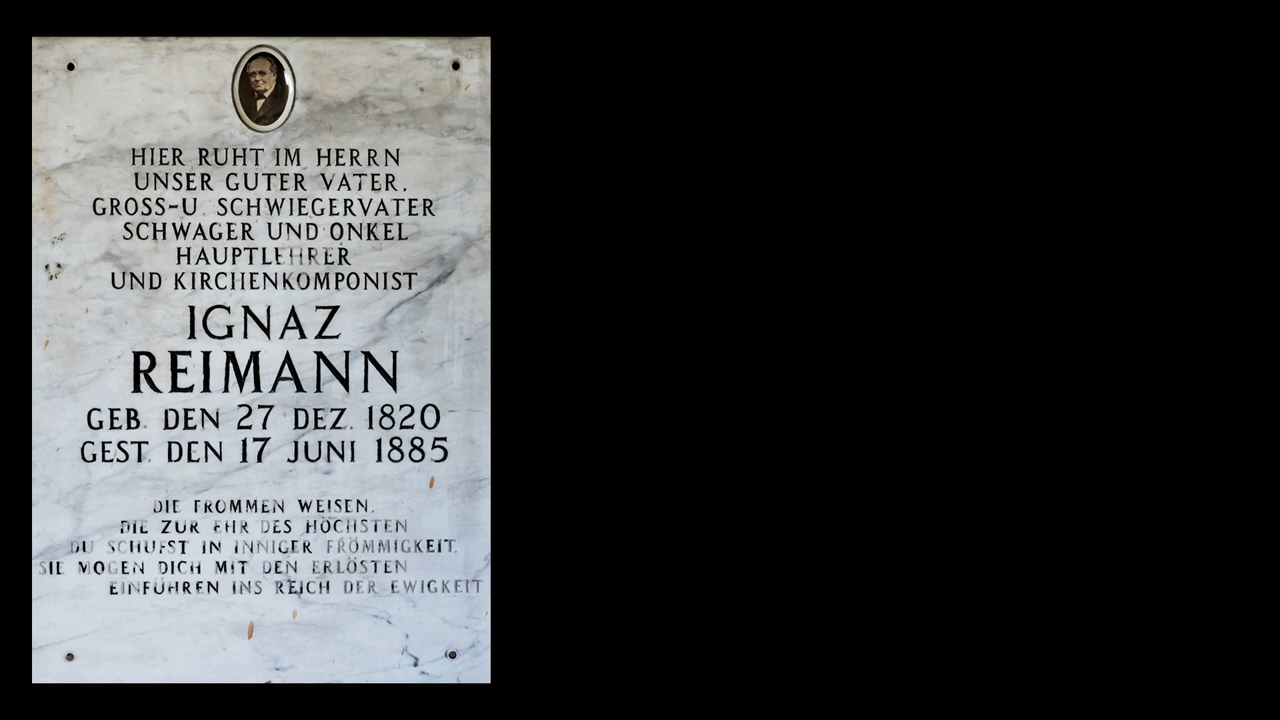 HIER RUHT IM HERRN
UNSER GUTER VATER,
GROSS-U. SCHWIEGERVATER
SCHWAGER UND ONKEL
HAUPTLEHRER
UND KIRCHENKOMPONIST
IGNAZ
REIMANN
GEB. DEN 27 DEZ. 1820
GEST. DEN 17 JUNI 1885
DIE FROMMEN WEISEN,
DIE ZUR EHR DES HÖCHSTEN
DU SCHUFST IN INNIGER FRÖMMIGKEIT,
SIE MÖGEN DICH MIT DEN ERLÖSTEN
EINFÜHREN INS REICH DER EWIGKEIT